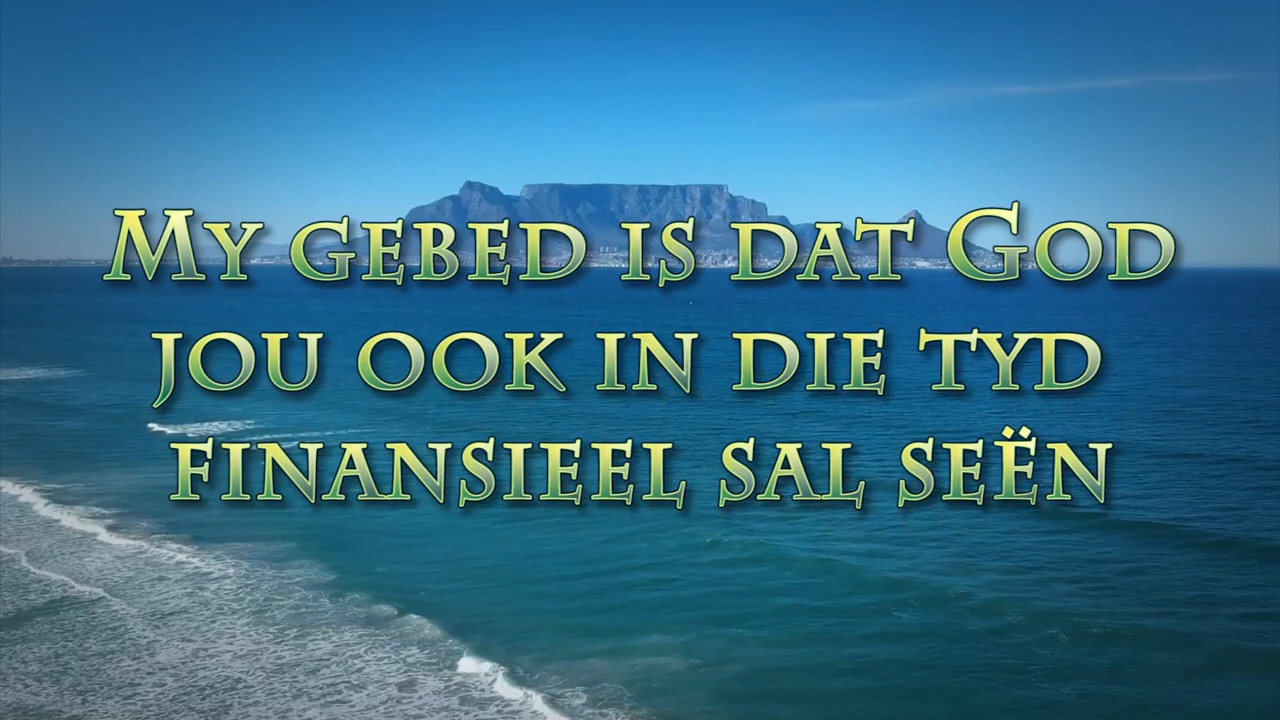 My gebed is dat God
jou ook in die tyd
finansieel sal seën